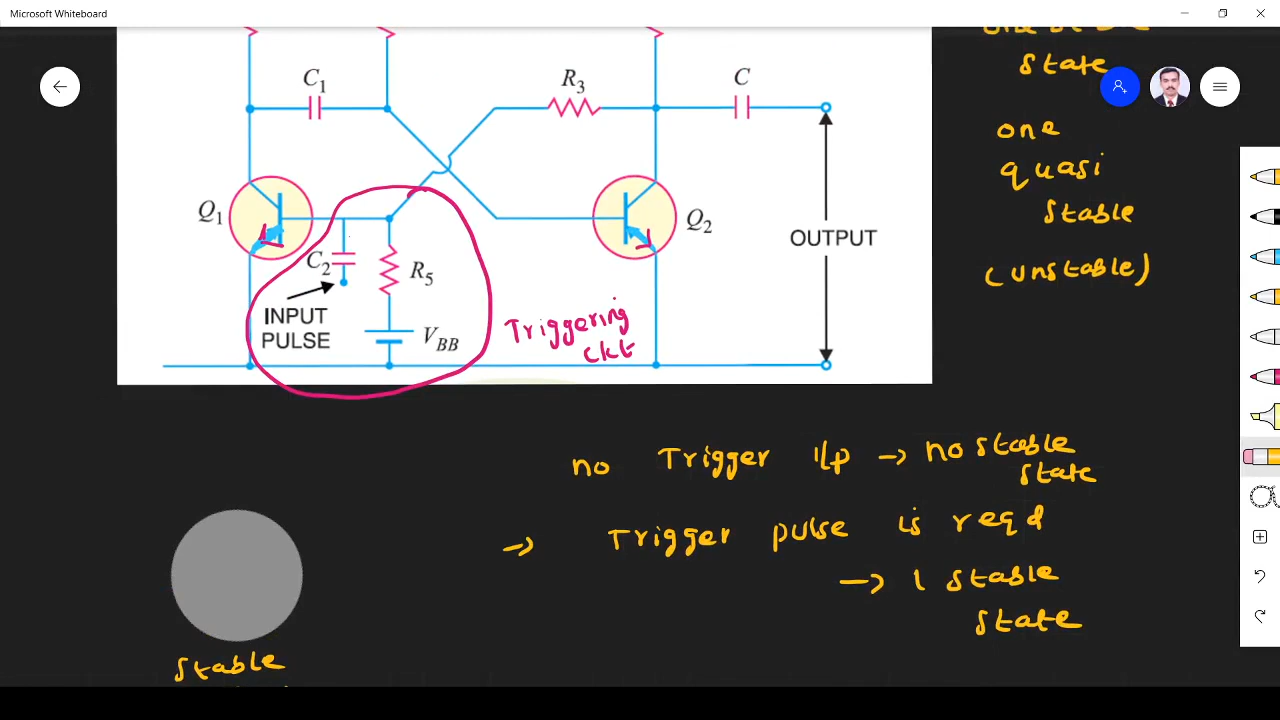 Microsoft Whiteboard
C1
R3
C
Q1
Q2
C2
R5
INPUT
PULSE
VBB
OUTPUT
Triggering
ckt
state
one
quasi
stable
(unstable)
no Trigger i/p → no stable
state
→ Trigger pulse is reqd
→ 1 stable
state
stable